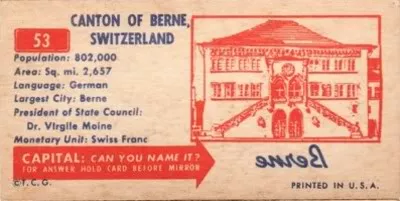 53
CANTON OF BERNE,
SWITZERLAND
Population: 802,000
Area: Sq. mi. 2,657
Language: German
Largest City: Berne
President of State Council:
Dr. Virgile Moine
Monetary Unit: Swiss Franc
CAPITAL: CAN YOU NAME IT?
FOR ANSWER HOLD CARD BEFORE MIRROR
Berne
© T.C.G.
PRINTED IN U.S.A.